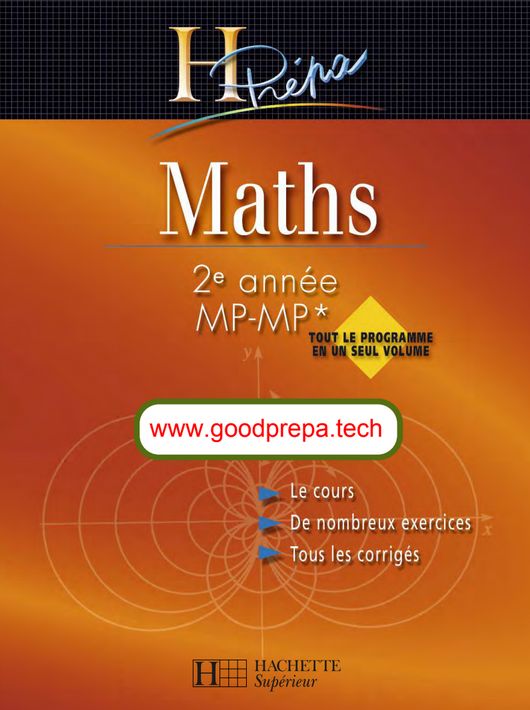 H Prépa
Maths
2e année
MP-MP*
TOUT LE PROGRAMME
EN UN SEUL VOLUME
y
www.goodprepa.tech
Le cours
De nombreux exercices
x
Tous les corrigés
H HACHETTE
Supérieur